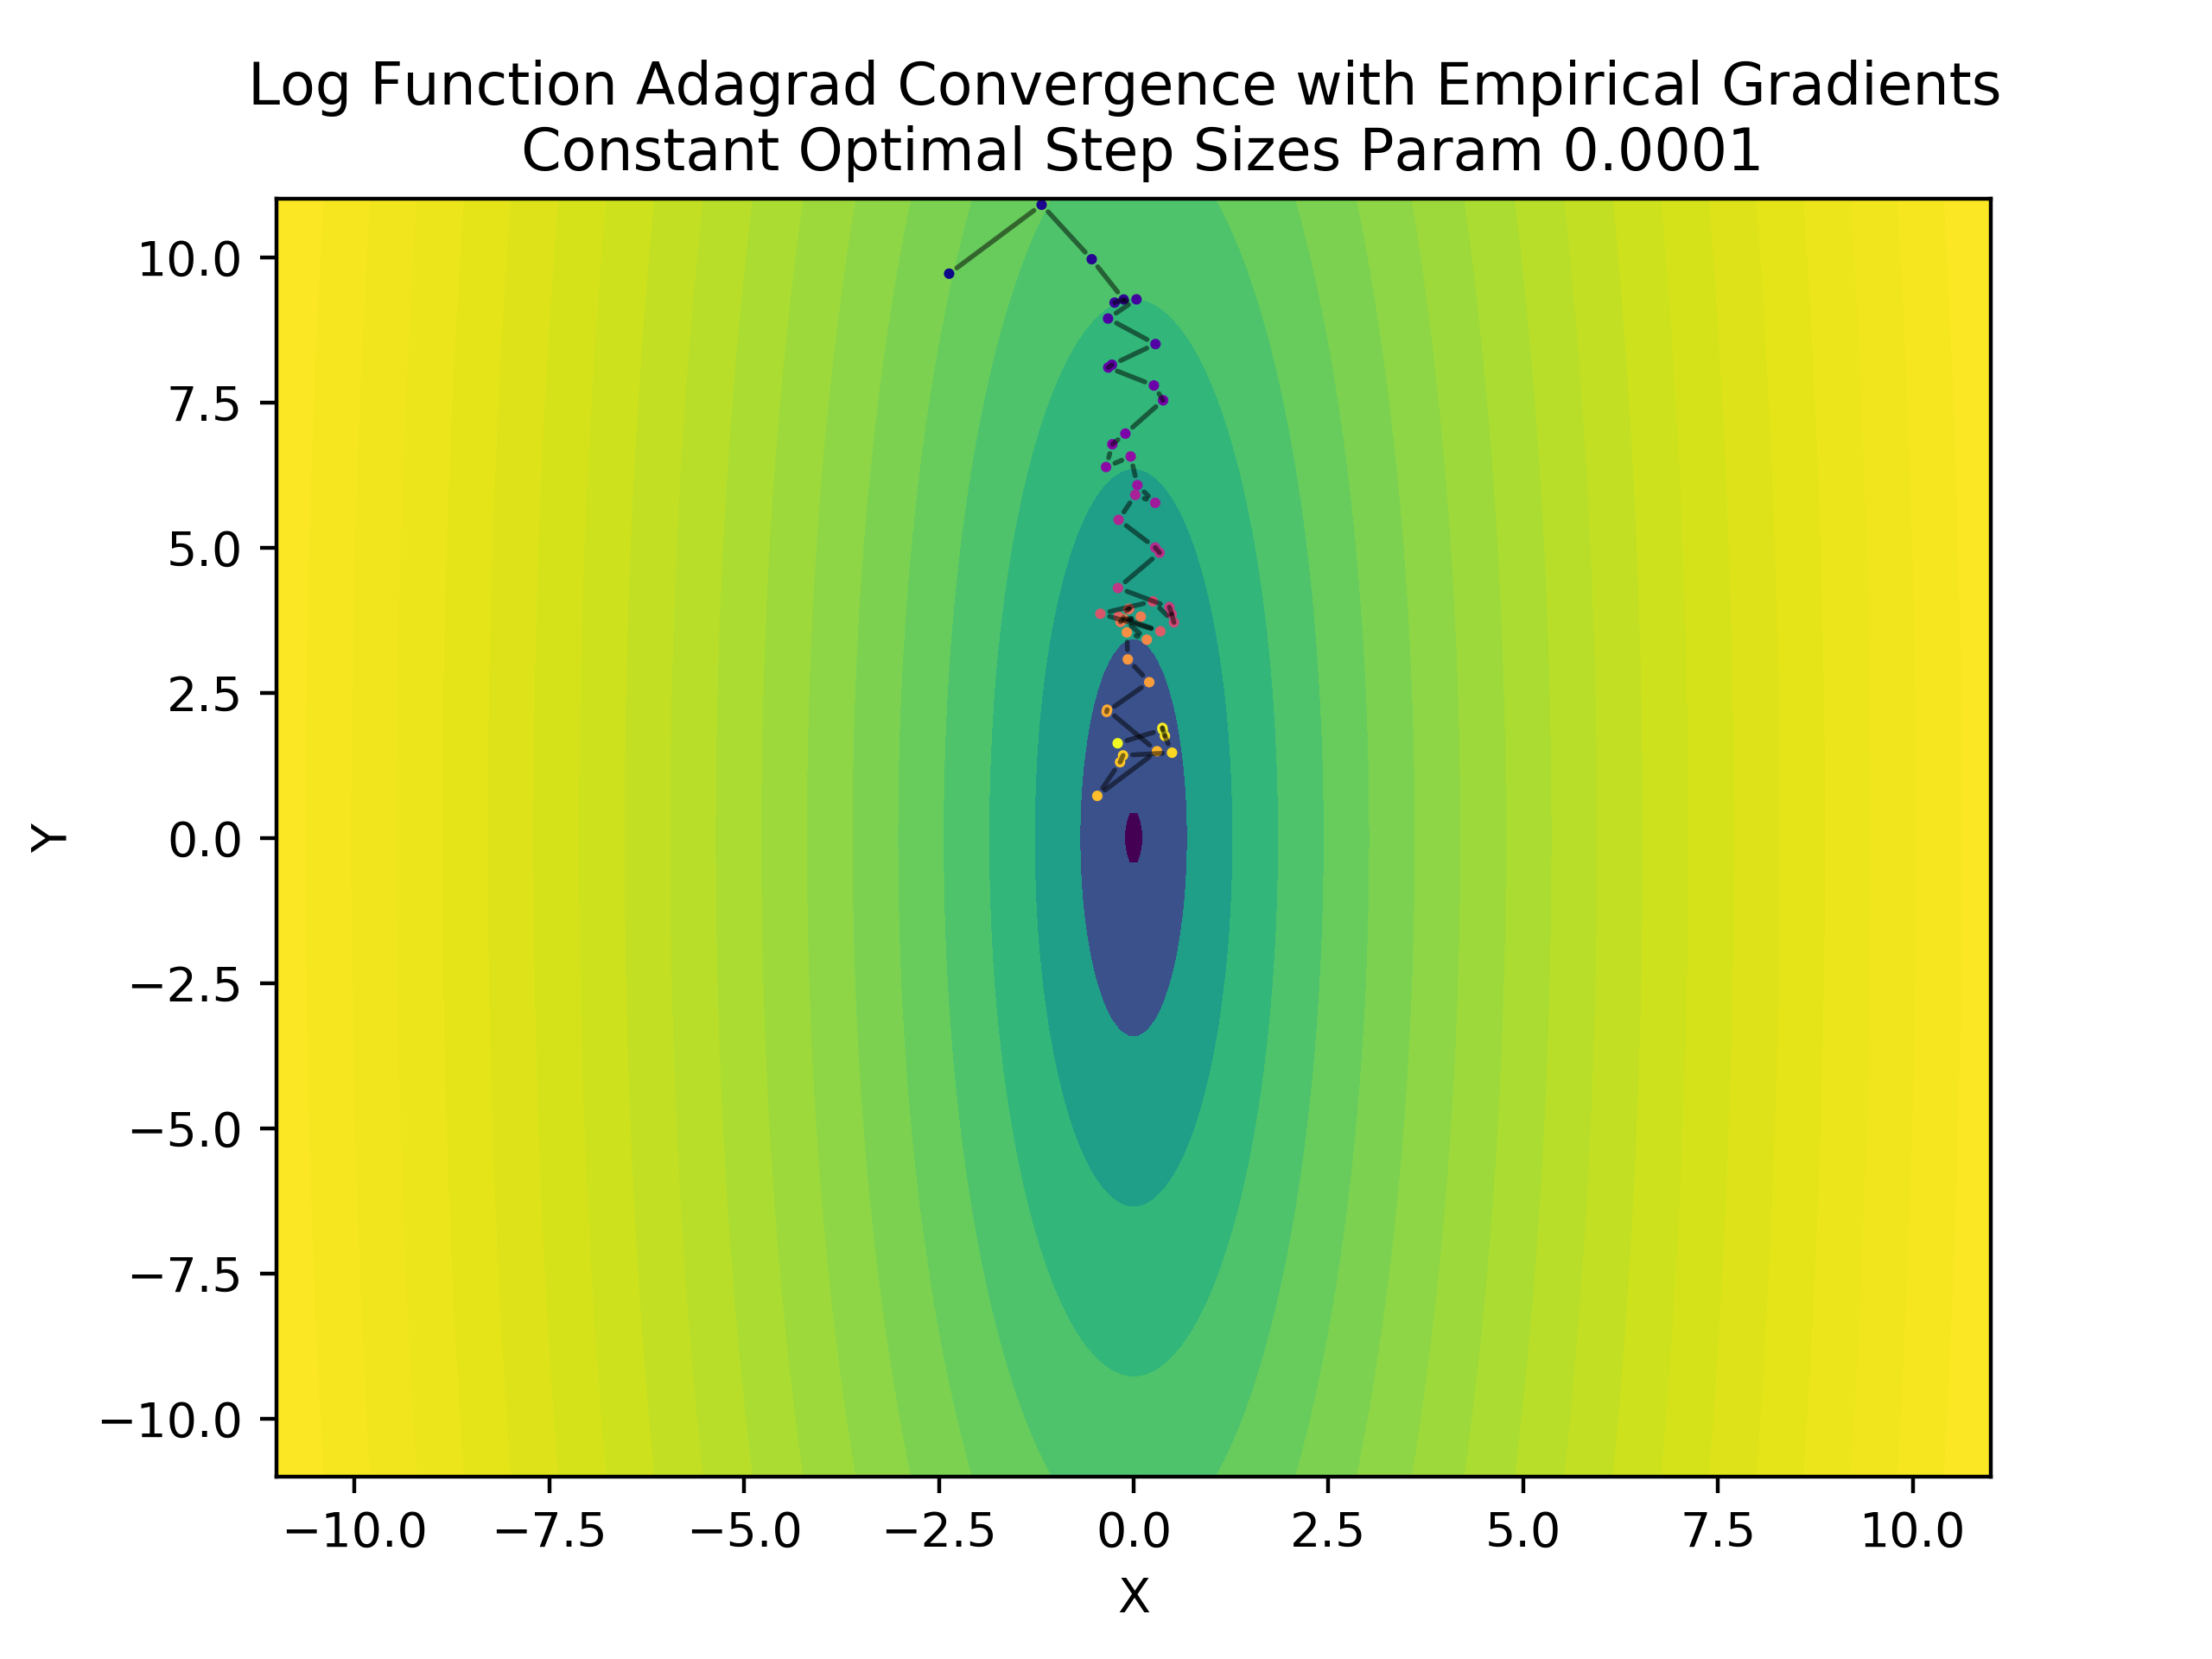 Log Function Adagrad Convergence with Empirical Gradients
Constant Optimal Step Sizes Param 0.0001
10.0
7.5
5.0
2.5
0.0
−2.5
−5.0
−7.5
−10.0
Y
−10.0 −7.5 −5.0 −2.5 0.0 2.5 5.0 7.5 10.0
X